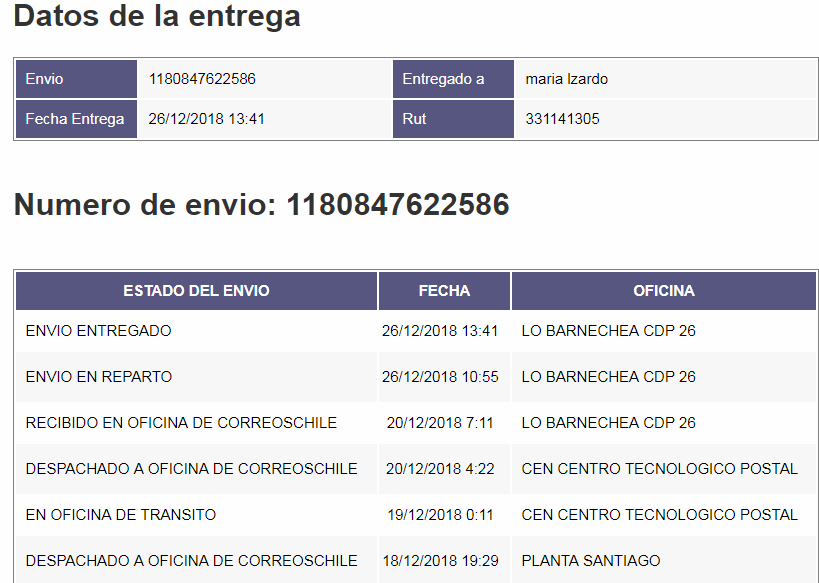 Datos de la entrega
Envio 1180847622586 Entregado a maria lzardo
Fecha Entrega 26/12/2018 13:41 Rut 331141305
Numero de envio: 1180847622586
ESTADO DEL ENVIO FECHA OFICINA
ENVIO ENTREGADO 26/12/2018 13:41 LO BARNECHEA CDP 26
ENVIO EN REPARTO 26/12/2018 10:55 LO BARNECHEA CDP 26
RECIBIDO EN OFICINA DE CORREOSCHILE 20/12/2018 7:11 LO BARNECHEA CDP 26
DESPACHADO A OFICINA DE CORREOSCHILE 20/12/2018 4:22 CEN CENTRO TECNOLOGICO POSTAL
EN OFICINA DE TRANSITO 19/12/2018 0:11 CEN CENTRO TECNOLOGICO POSTAL
DESPACHADO A OFICINA DE CORREOSCHILE 18/12/2018 19:29 PLANTA SANTIAGO